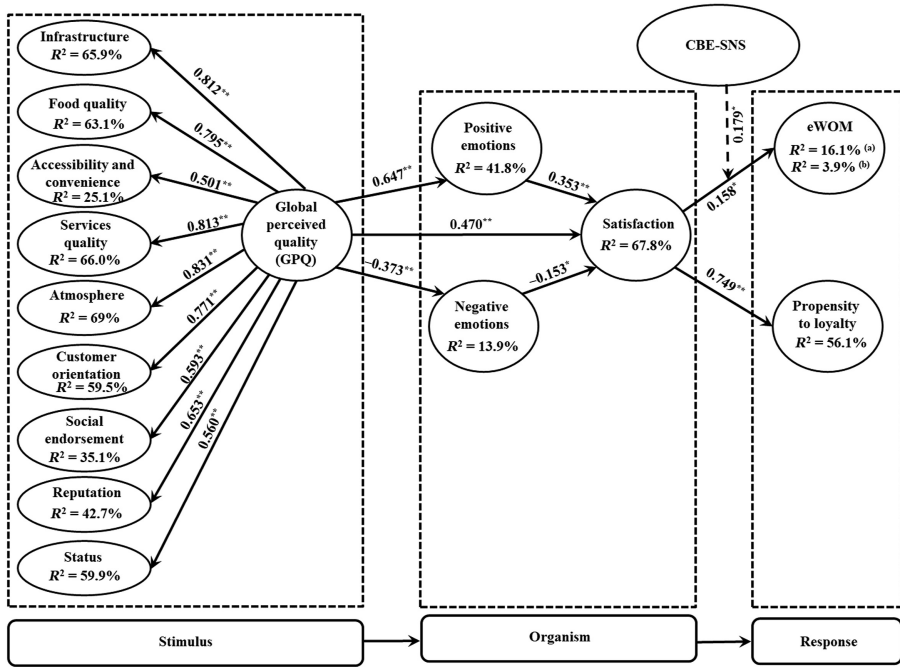 Infrastructure
R² = 65.9%
Food quality
R² = 63.1%
Accessibility and
convenience
R² = 25.1%
Services
quality
R² = 66.0%
Atmosphere
R² = 69%
Customer
orientation
R² = 59.5%
Social
endorsement
R² = 35.1%
Reputation
R² = 42.7%
Status
R² = 59.9%
0.812**
0.795**
0.501**
0.813**
0.831**
0.771**
0.593**
0.653**
0.560**
Global
perceived
quality
(GPQ)
0.647**
0.470**
−0.373**
Positive
emotions
R² = 41.8%
Negative
emotions
R² = 13.9%
0.353**
−0.153*
Satisfaction
R² = 67.8%
CBE-SNS
0.179*
0.158*
0.749**
eWOM
R² = 16.1% (a)
R² = 3.9% (b)
Propensity
to loyalty
R² = 56.1%
Stimulus
Organism
Response